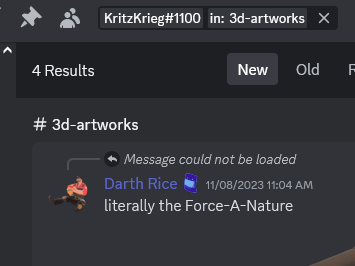 KritzKrieg#1100 in: 3d-artworks
4 Results
New Old
# 3d-artworks
Message could not be loaded
Darth Rice 11/08/2023 11:04 AM
literally the Force-A-Nature